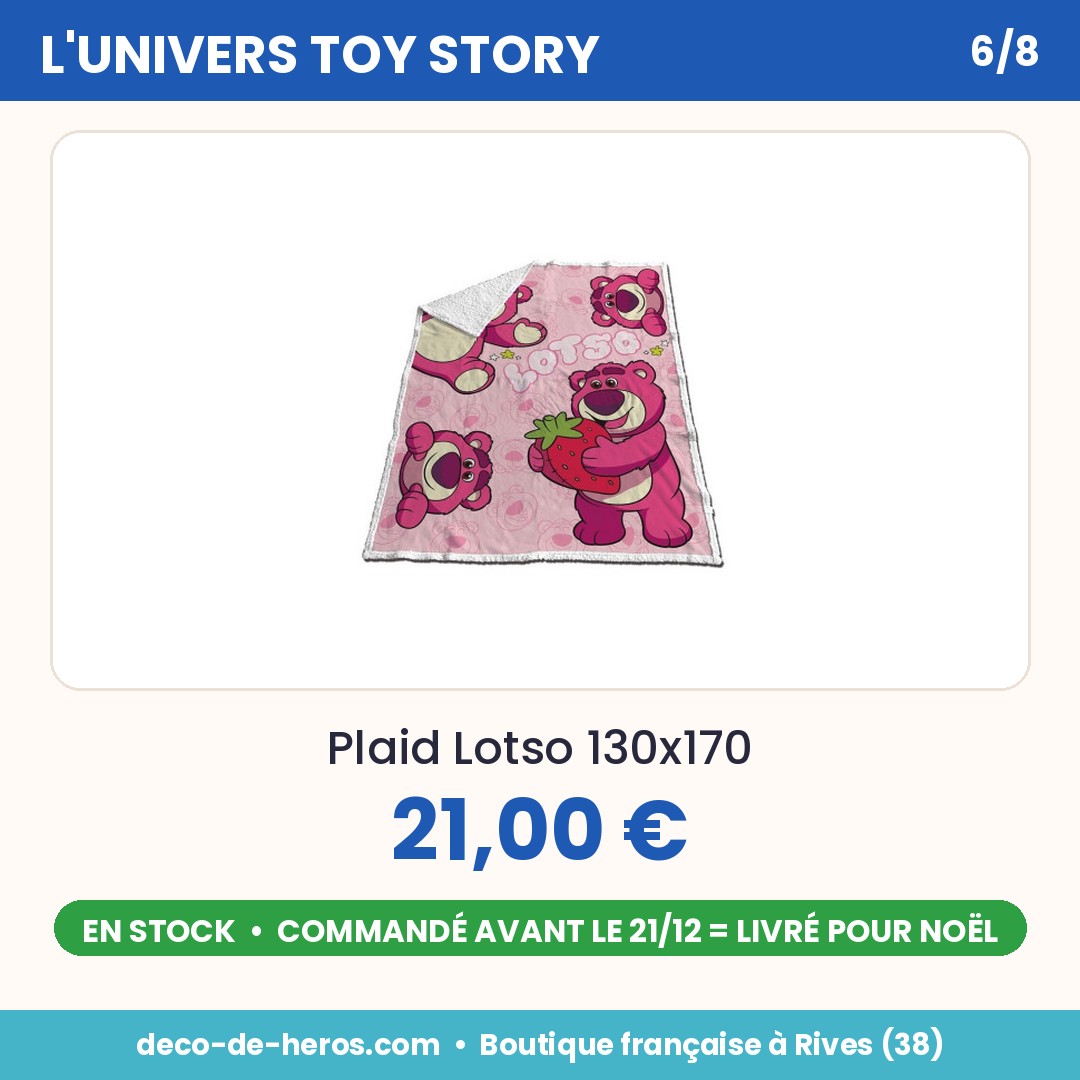 L'UNIVERS TOY STORY
6/8
LOTSO
Plaid Lotso 130x170
21,00 €
EN STOCK • COMMANDÉ AVANT LE 21/12 = LIVRÉ POUR NOËL
deco-de-heros.com • Boutique française à Rives (38)